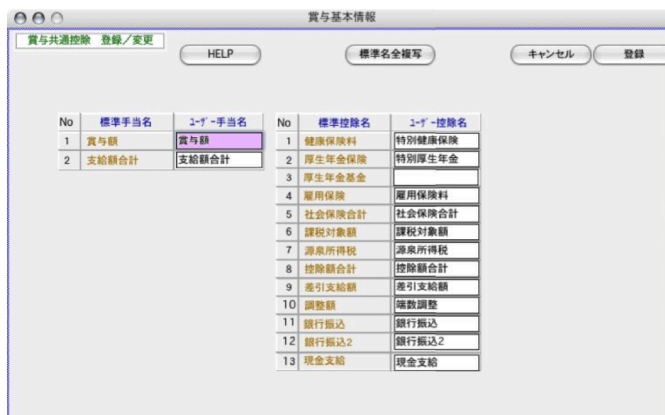 賞与基本情報
賞与共通控除 登録／変更
HELP
標準名全複写
キャンセル
登録
No 標準手当名 ﾕｰｻﾞｰ手当名
1 賞与額 賞与額
2 支給額合計 支給額合計
No 標準控除名 ﾕｰｻﾞｰ控除名
1 健康保険料 特別健康保険
2 厚生年金保険 特別厚生年金
3 厚生年金基金
4 雇用保険 雇用保険料
5 社会保険合計 社会保険合計
6 課税対象額 課税対象額
7 源泉所得税 源泉所得税
8 控除額合計 控除額合計
9 差引支給額 差引支給額
10 調整額 端数調整
11 銀行振込 銀行振込
12 銀行振込2 銀行振込2
13 現金支給 現金支給